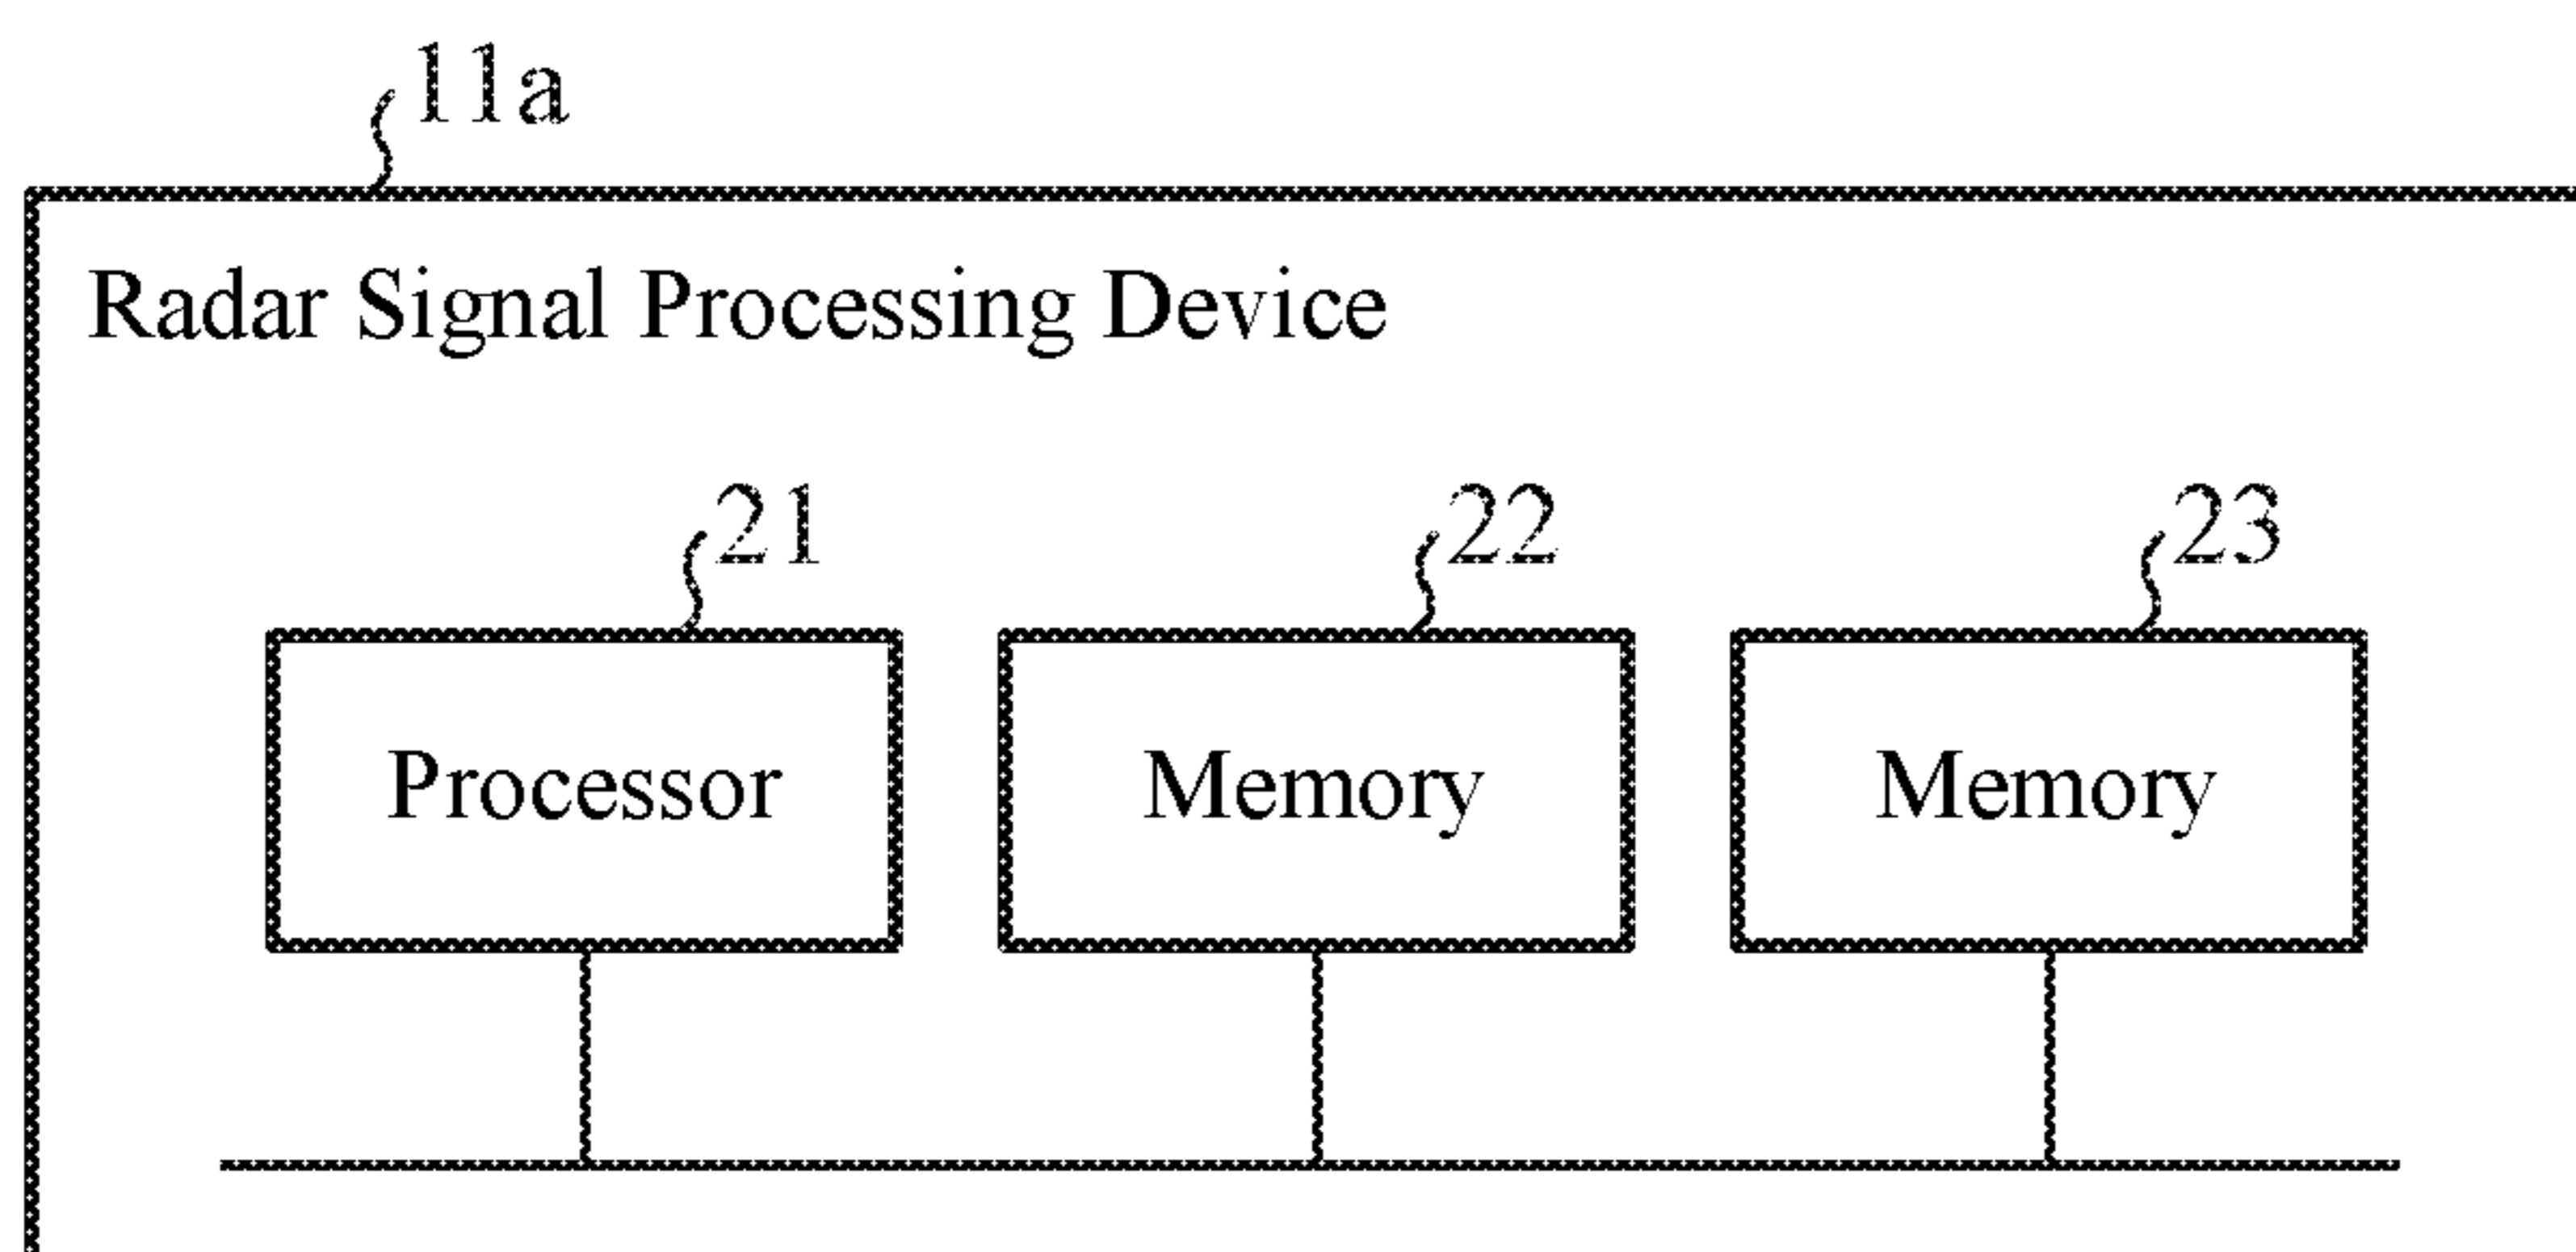 11a
Radar Signal Processing Device
21 22 23
Processor Memory Memory